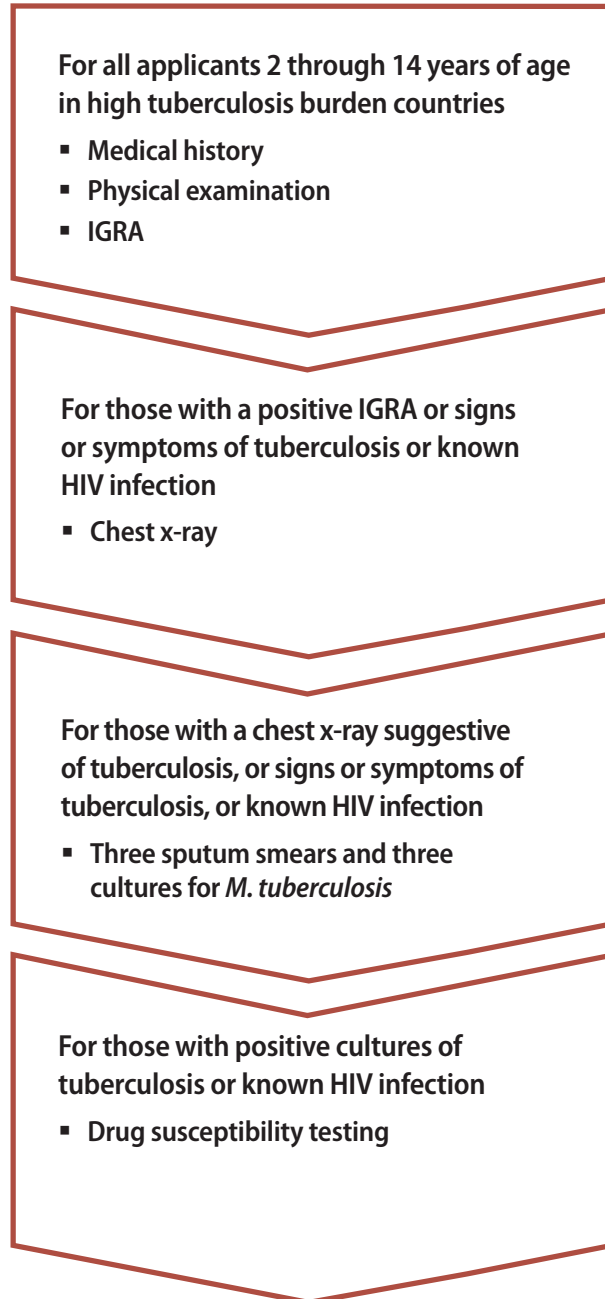 For all applicants 2 through 14 years of age
in high tuberculosis burden countries
▪ Medical history
▪ Physical examination
▪ IGRA
For those with a positive IGRA or signs
or symptoms of tuberculosis or known
HIV infection
▪ Chest x-ray
For those with a chest x-ray suggestive
of tuberculosis, or signs or symptoms of
tuberculosis, or known HIV infection
▪ Three sputum smears and three
cultures for M. tuberculosis
For those with positive cultures of
tuberculosis or known HIV infection
▪ Drug susceptibility testing